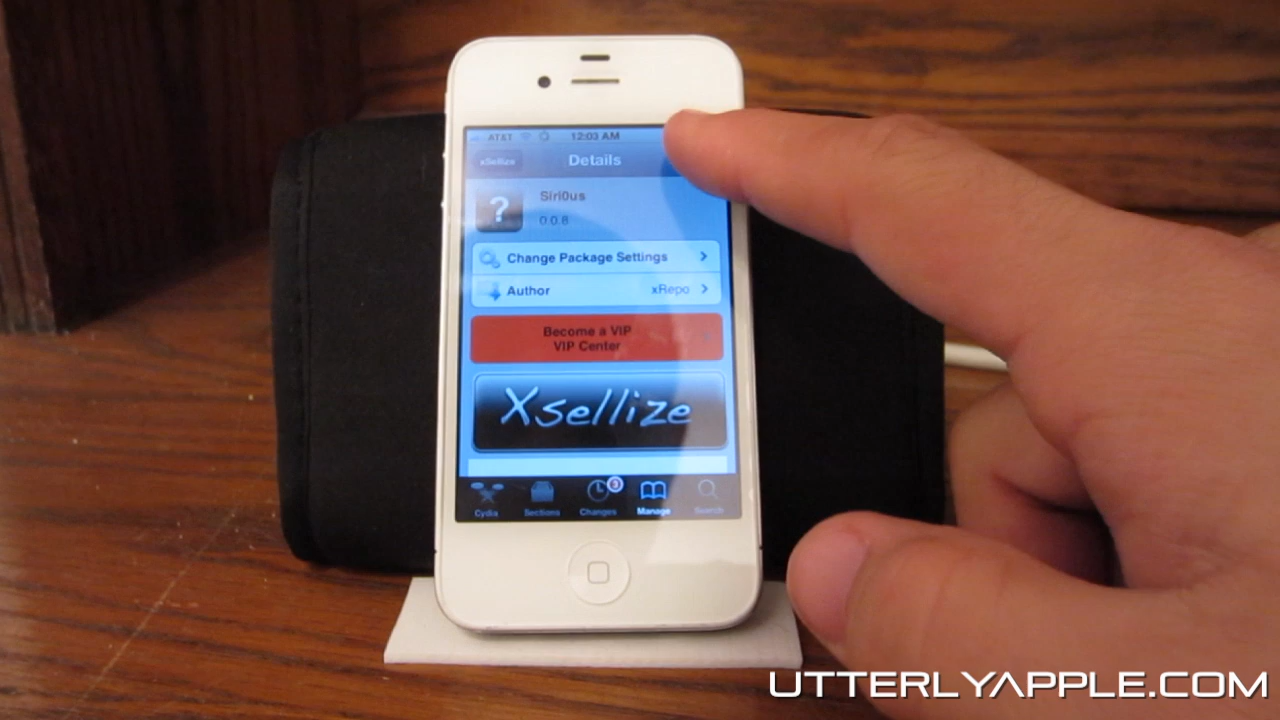 AT&T 12:03 AM
xSellize Details
?
Siri0us
0.0.8
Change Package Settings
Author xRepo
Become a VIP
VIP Center
Xsellize
3
Cydia Sections Changes Manage Search
UTTERLYAPPLE.COM